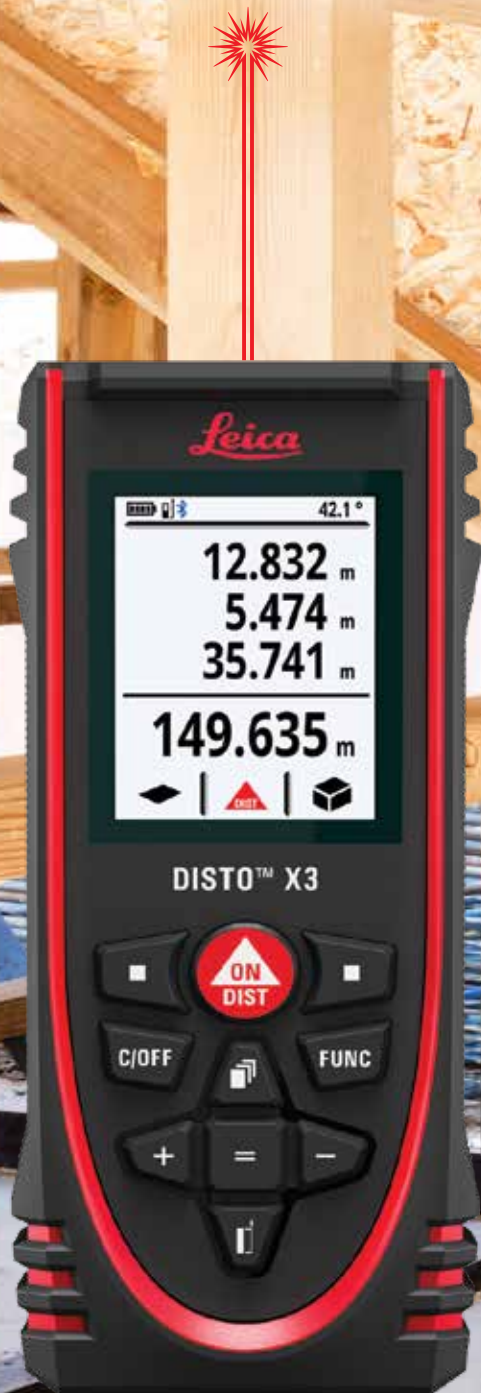 Leica
42.1 °
12.832 m
5.474 m
35.741 m
149.635 m
DIST
DISTO™ X3
ON
DIST
C/OFF
FUNC
+ = −